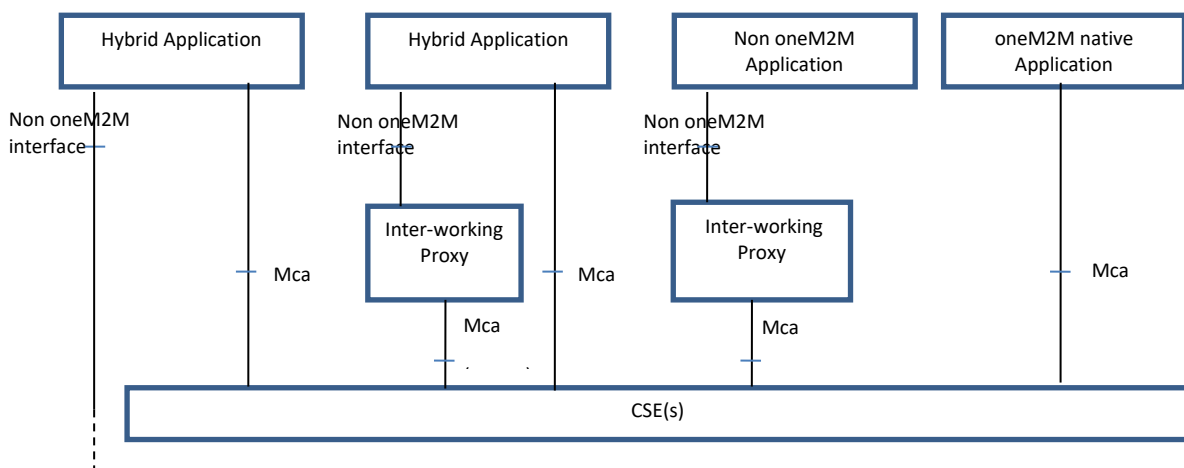 Hybrid Application
Hybrid Application
Non oneM2M
Application
oneM2M native
Application
Non oneM2M
interface
Non oneM2M
interface
Non oneM2M
interface
Inter-working
Proxy
Inter-working
Proxy
Mca
Mca
Mca
Mca
Mca
CSE(s)